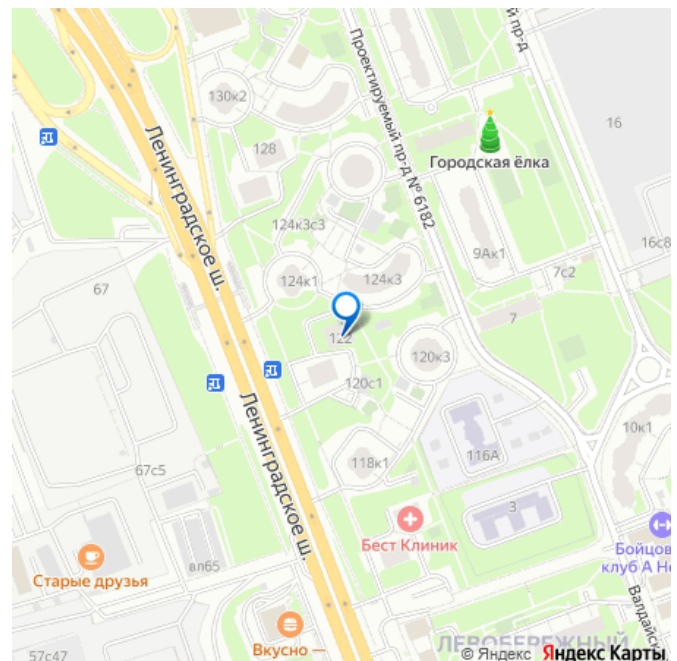 пр-д
130к2
Проектируемый пр-д № 6182
16
128
Городская ёлка
Ленинградское ш.
124к3с3
9Ак1
16с8
7с2
67
124к1
124к3
7
122
120к3
120с1
Ленинградское ш.
10к1
118к1
116А
67с5
3
Бест Клиник
Бойцов
клуб А Не
вл65
Старые друзья
Валдайс
Вкусно —
ЛЕВОБЕРЕЖНЫЙ
57с47
© Яндекс Яндекс Карты